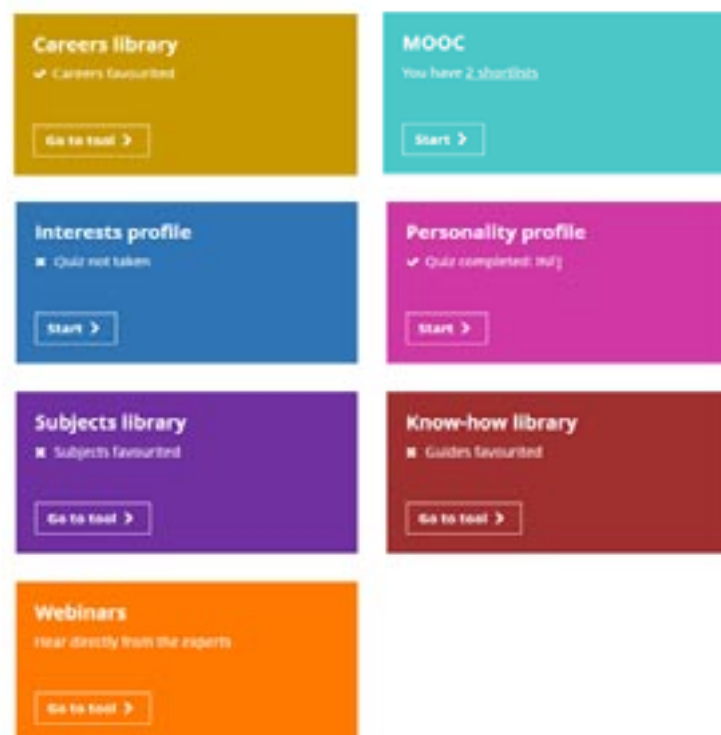 Careers library
✔ Careers favourited
Go to tool >
MOOC
You have 2 shortlists
Start >
Interests profile
✖ Quiz not taken
Start >
Personality profile
✔ Quiz completed: INFJ
Start >
Subjects library
✖ Subjects favourited
Go to tool >
Know-how library
✖ Guides favourited
Go to tool >
Webinars
Hear directly from the experts
Go to tool >